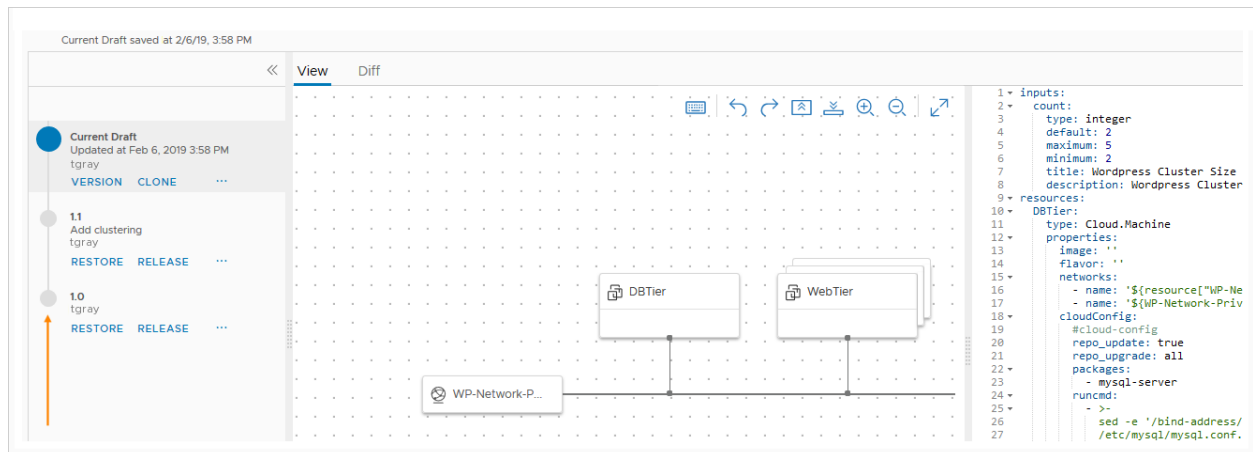 Current Draft saved at 2/6/19, 3:58 PM
View Diff
Current Draft
Updated at Feb 6, 2019 3:58 PM
tgray
VERSION CLONE ...
1.1
Add clustering
tgray
RESTORE RELEASE ...
1.0
tgray
RESTORE RELEASE ...
DBTier
WebTier
WP-Network-P...
1 inputs:
2 count:
3 type: integer
4 default: 2
5 maximum: 5
6 minimum: 2
7 title: Wordpress Cluster Size
8 description: Wordpress Cluster
9 resources:
10 DBTier:
11 type: Cloud.Machine
12 properties:
13 image: ''
14 flavor: ''
15 networks:
16 - name: '${resource["WP-Ne
17 - name: '${WP-Network-Priv
18 cloudConfig:
19 #cloud-config
20 repo_update: true
21 repo_upgrade: all
22 packages:
23 - mysql-server
24 runcmd:
25 - >-
26 sed -e '/bind-address/
27 /etc/mysql/mysql.conf.